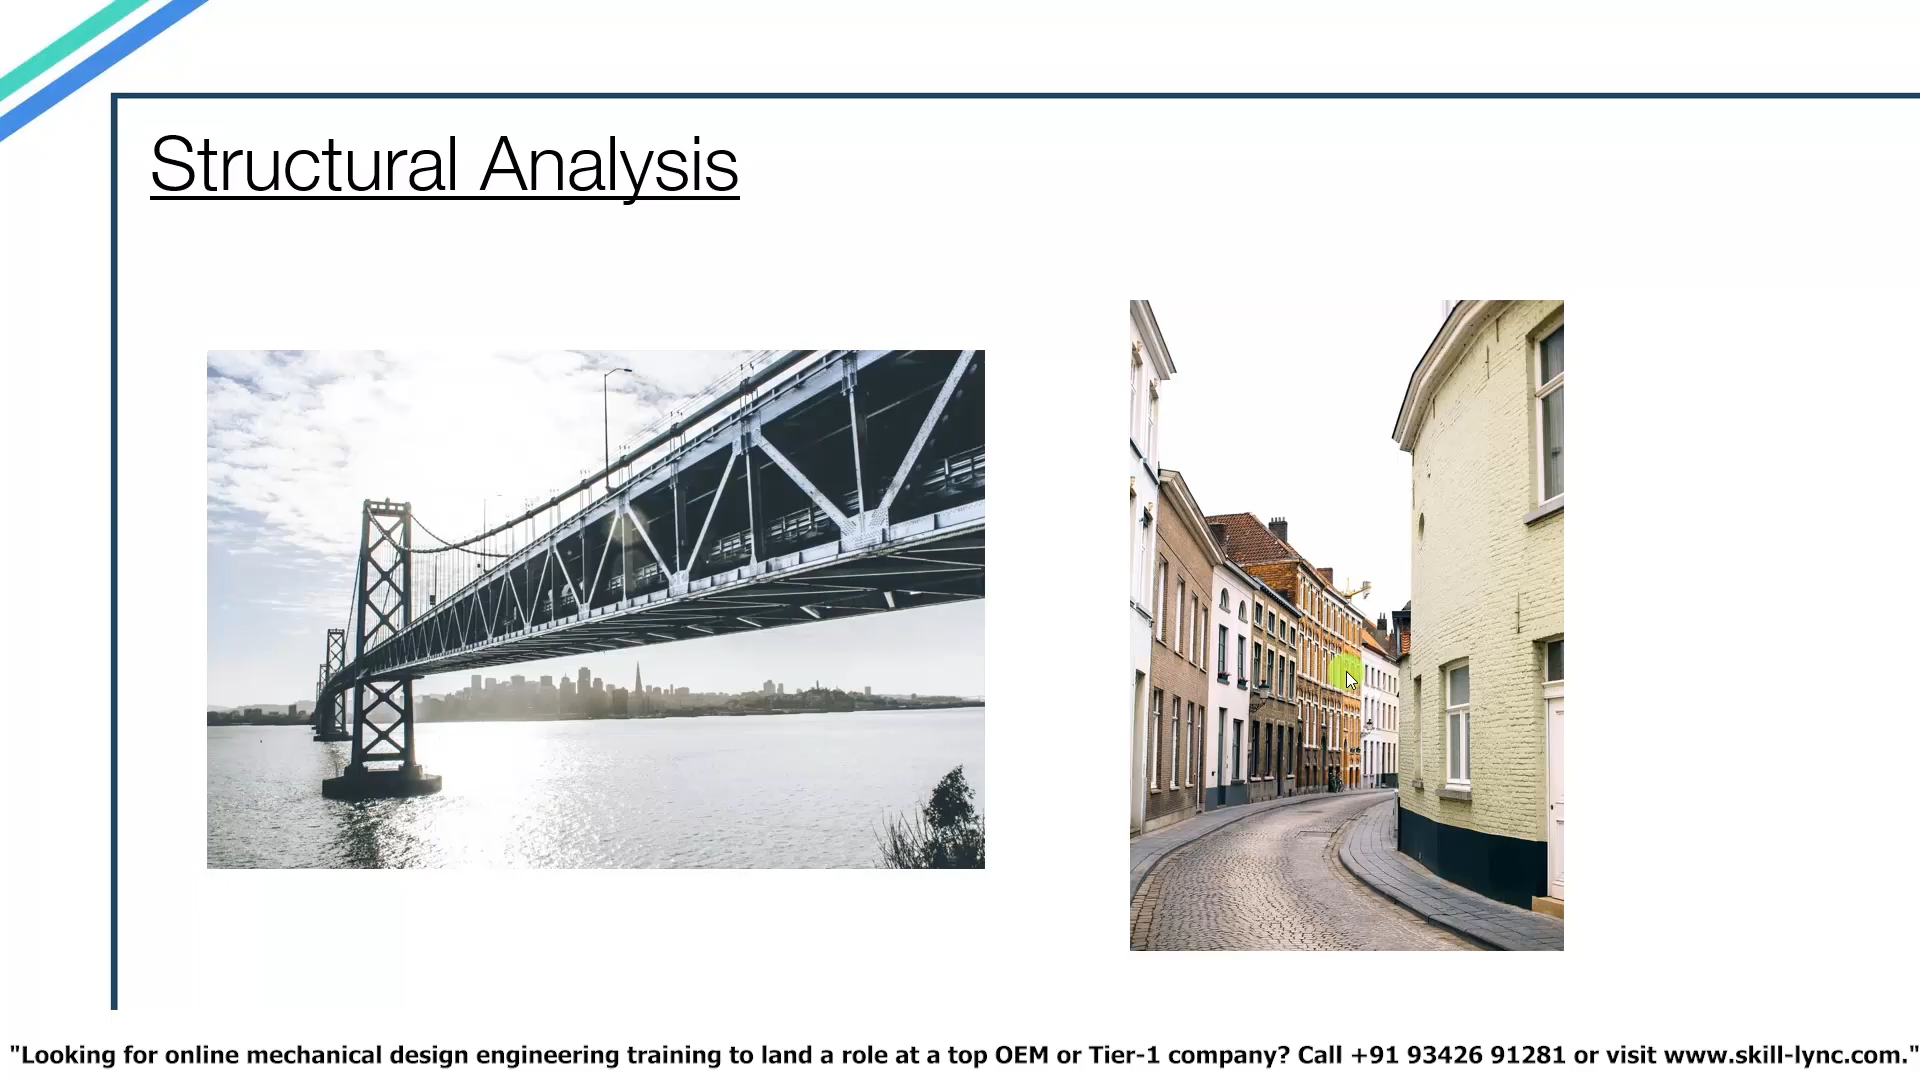 Structural Analysis
"Looking for online mechanical design engineering training to land a role at a top OEM or Tier-1 company? Call +91 93426 91281 or visit www.skill-lync.com."